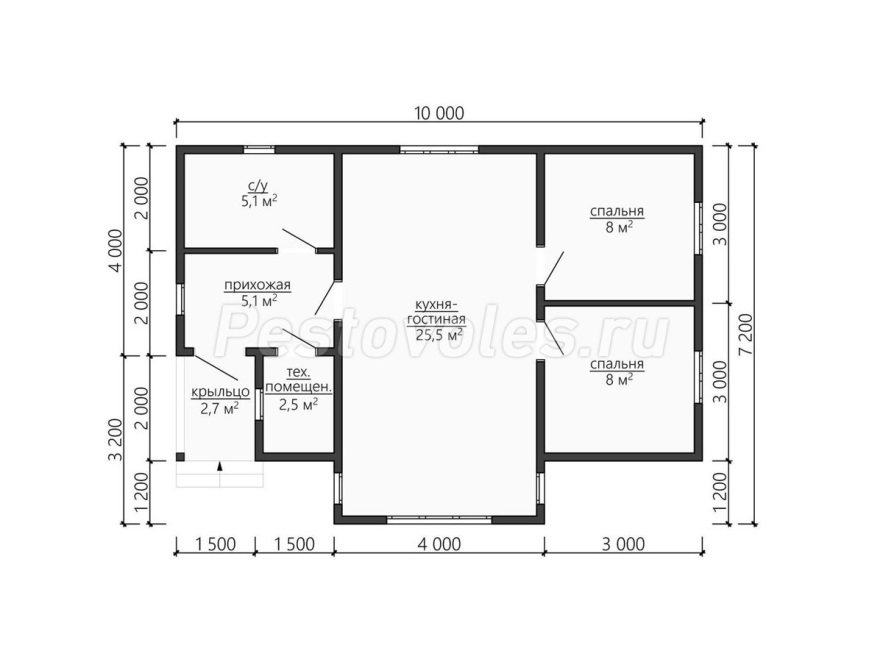 10 000
с/у
5,1 м²
спальня
8 м²
2 000
3 000
4 000
прихожая
5,1 м²
2 000
кухня-
гостиная
25,5 м²
Pestovoles.ru
7 200
спальня
8 м²
3 000
тех.
помещен.
2,5 м²
крыльцо
2,7 м²
2 000
3 200
1 200
1 200
1 500
1 500
4 000
3 000